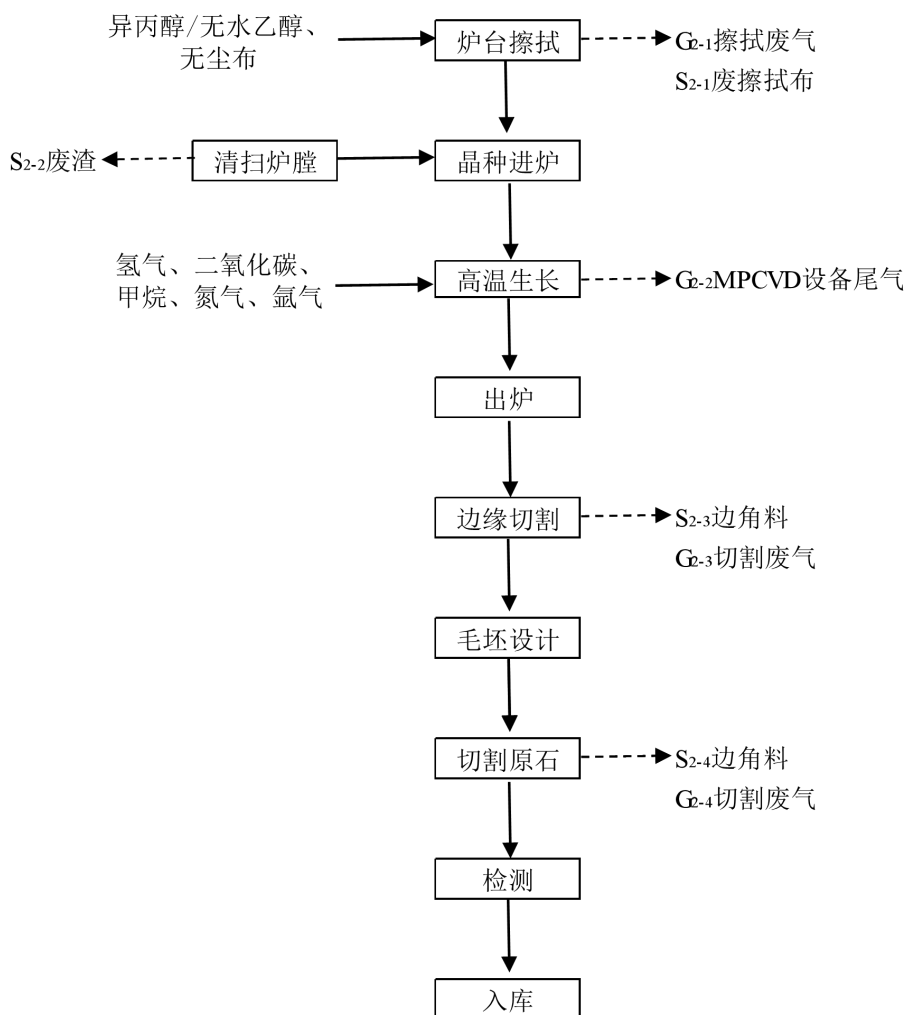 异丙醇/无水乙醇、
无尘布
炉台擦拭
G2-1擦拭废气
S2-1废擦拭布
S2-2废渣
清扫炉膛
晶种进炉
氢气、二氧化碳、
甲烷、氮气、氩气
高温生长
G2-2MPCVD设备尾气
出炉
边缘切割
S2-3边角料
G2-3切割废气
毛坯设计
切割原石
S2-4边角料
G2-4切割废气
检测
入库